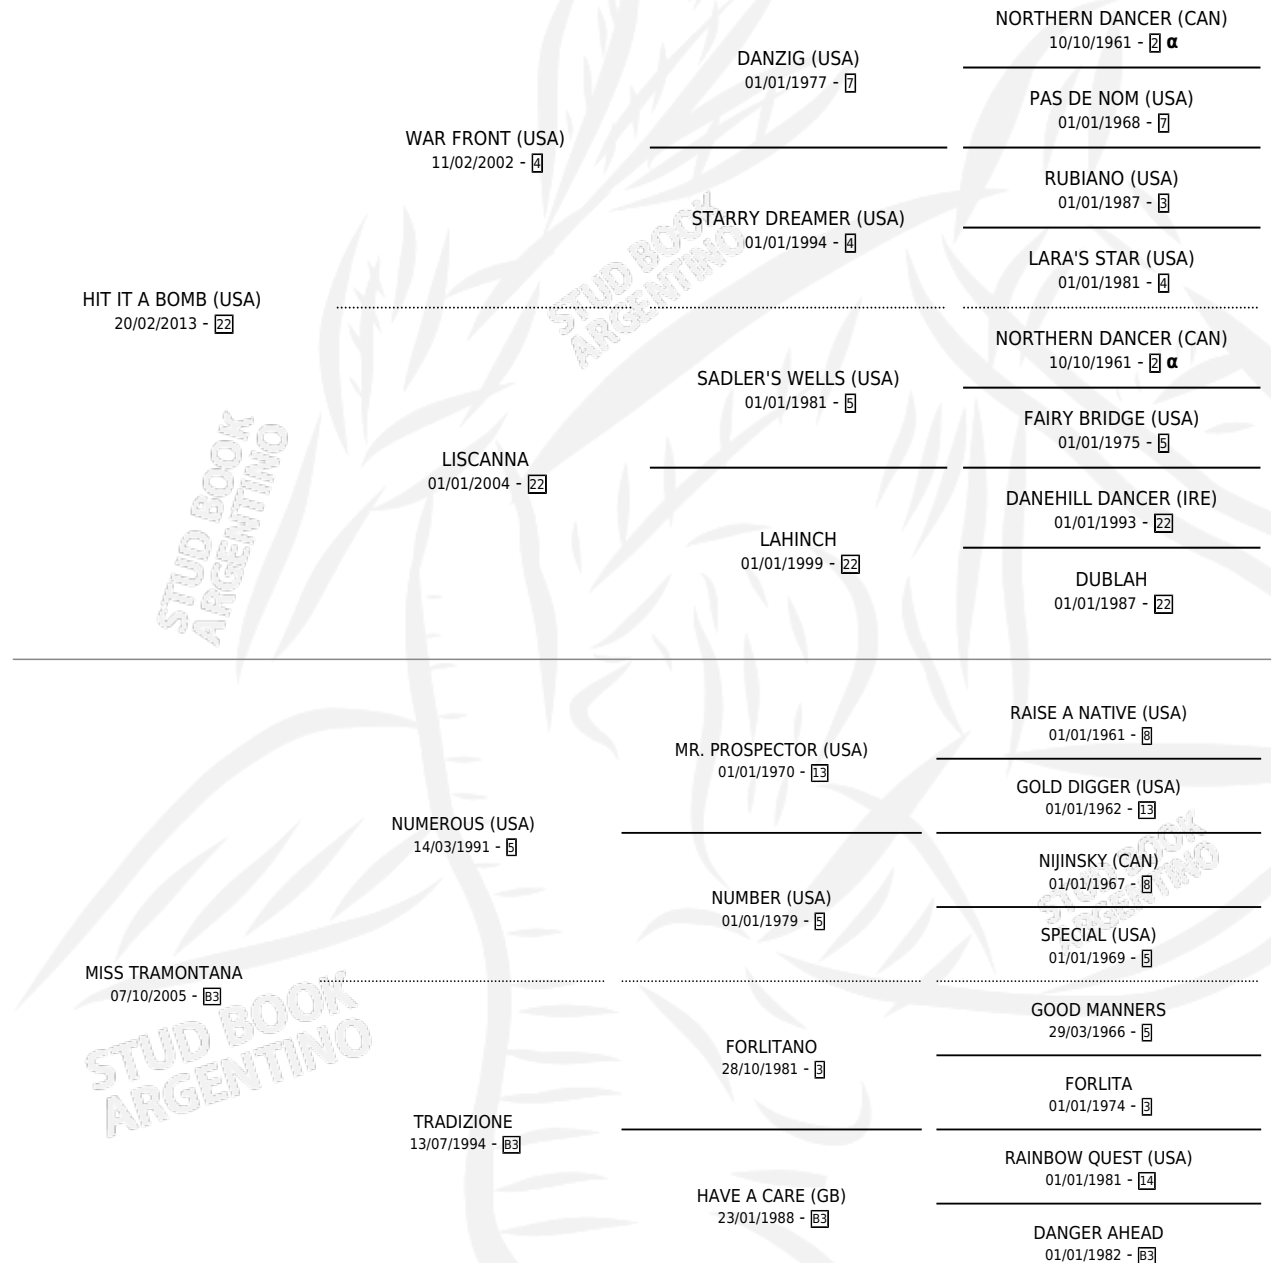 NORTHERN DANCER (CAN)
10/10/1961 - 2 α
DANZIG (USA)
01/01/1977 - 7
PAS DE NOM (USA)
01/01/1968 - 7
WAR FRONT (USA)
11/02/2002 - 4
RUBIANO (USA)
01/01/1987 - 3
STARRY DREAMER (USA)
01/01/1994 - 4
LARA'S STAR (USA)
01/01/1981 - 4
HIT IT A BOMB (USA)
20/02/2013 - 22
NORTHERN DANCER (CAN)
10/10/1961 - 2 α
SADLER'S WELLS (USA)
01/01/1981 - 5
FAIRY BRIDGE (USA)
01/01/1975 - 5
LISCANNA
01/01/2004 - 22
DANEHILL DANCER (IRE)
01/01/1993 - 22
LAHINCH
01/01/1999 - 22
DUBLAH
01/01/1987 - 22
RAISE A NATIVE (USA)
01/01/1961 - 8
MR. PROSPECTOR (USA)
01/01/1970 - 13
GOLD DIGGER (USA)
01/01/1962 - 13
NUMEROUS (USA)
14/03/1991 - 5
NIJINSKY (CAN)
01/01/1967 - 8
NUMBER (USA)
01/01/1979 - 5
SPECIAL (USA)
01/01/1969 - 5
MISS TRAMONTANA
07/10/2005 - B3
GOOD MANNERS
29/03/1966 - 5
FORLITANO
28/10/1981 - 3
FORLITA
01/01/1974 - 3
TRADIZIONE
13/07/1994 - B3
RAINBOW QUEST (USA)
01/01/1981 - 14
HAVE A CARE (GB)
23/01/1988 - B3
DANGER AHEAD
01/01/1982 - B3
STUD BOOK
ARGENTINO
STUD BOOK
ARGENTINO
STUD BOOK
ARGENTINO
STUD BOOK
ARGENTINO